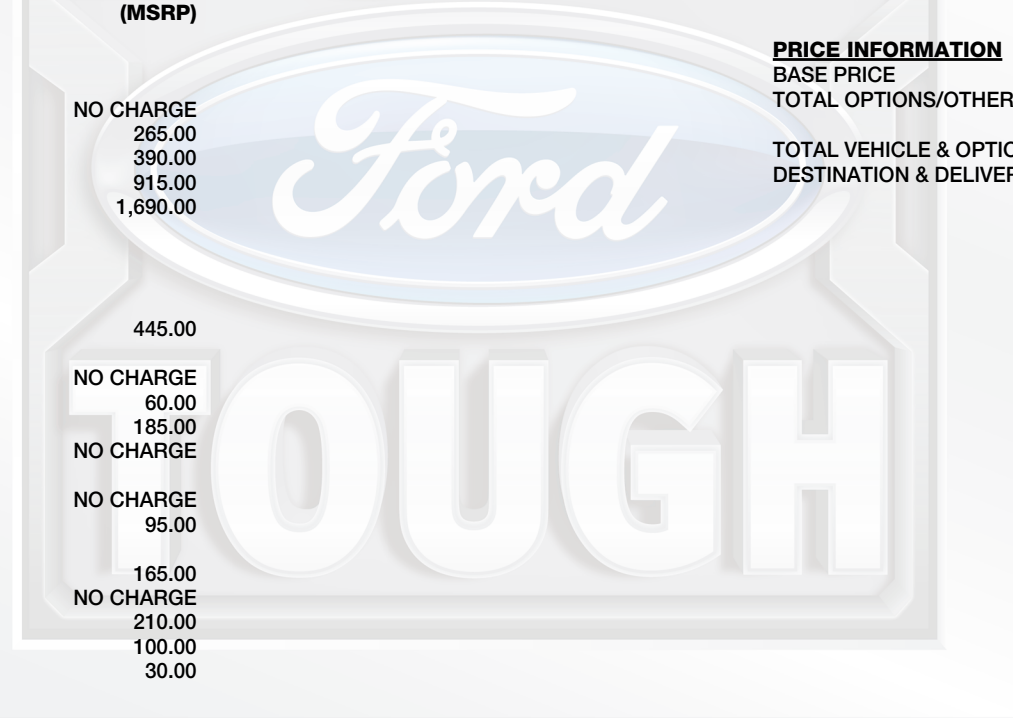 (MSRP)
NO CHARGE
265.00
390.00
915.00
1,690.00
445.00
NO CHARGE
60.00
185.00
NO CHARGE
NO CHARGE
95.00
165.00
NO CHARGE
210.00
100.00
30.00
PRICE INFORMATION
BASE PRICE
TOTAL OPTIONS/OTHER
TOTAL VEHICLE & OPTIO
DESTINATION & DELIVER
Ford
TOUGH